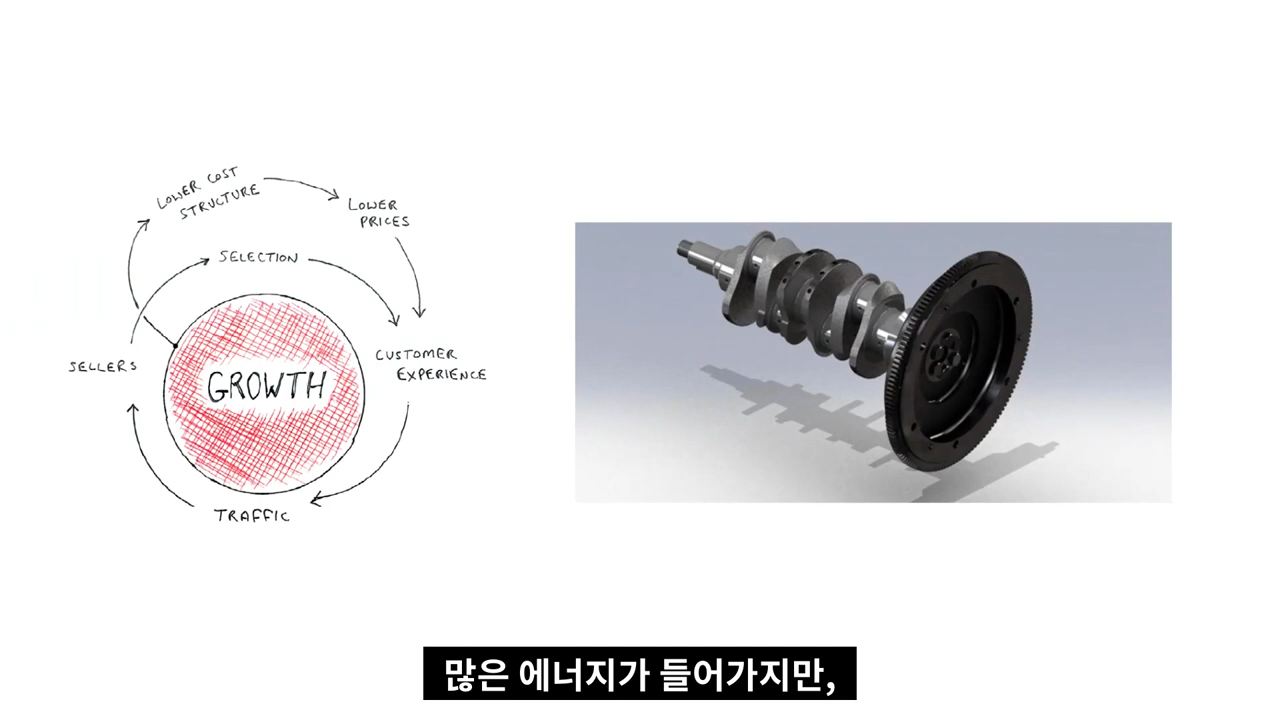 LOWER COST
STRUCTURE
LOWER
PRICES
SELECTION
SELLERS
GROWTH
CUSTOMER
EXPERIENCE
TRAFFIC
많은 에너지가 들어가지만,